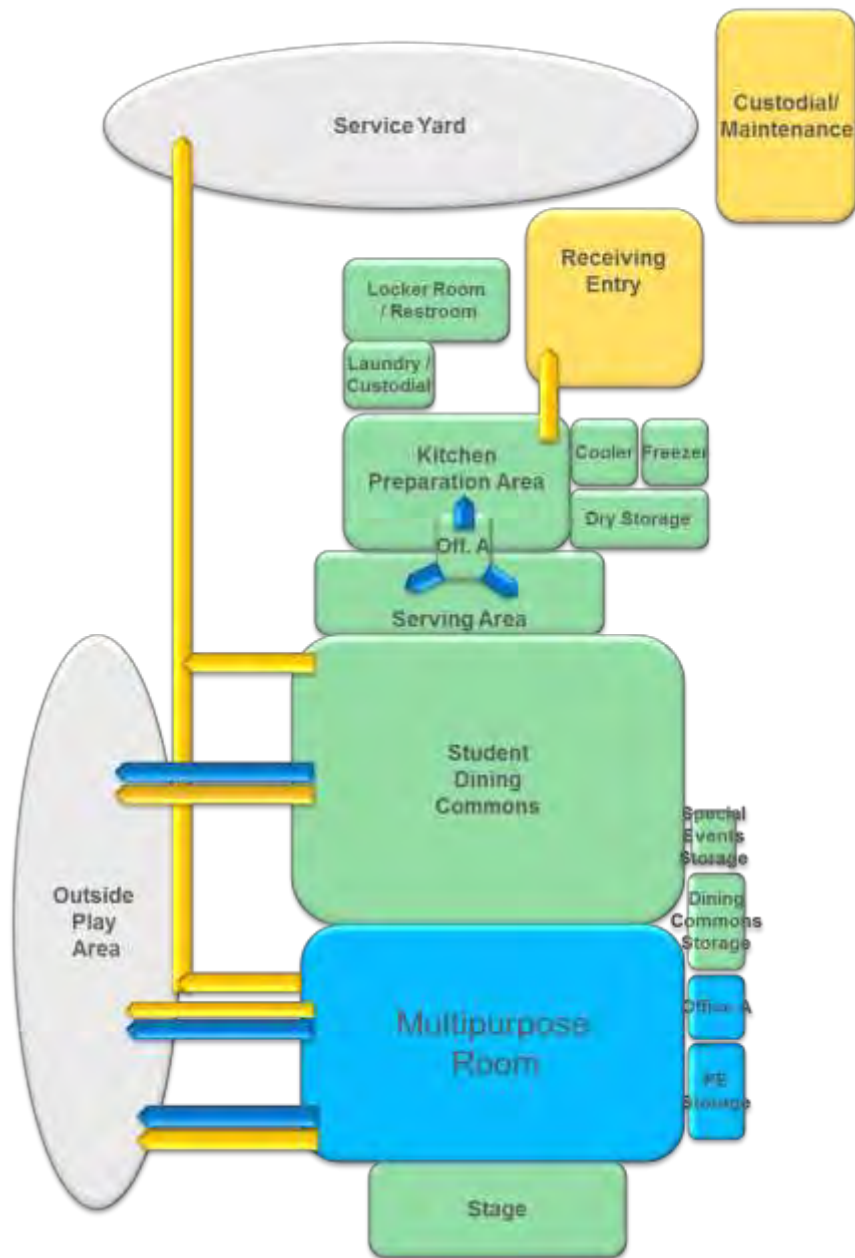 Service Yard
Custodial/
Maintenance
Receiving
Entry
Locker Room
/ Restroom
Laundry /
Custodial
Kitchen
Preparation Area
Cooler
Freezer
Dry Storage
Off. A
Serving Area
Student
Dining
Commons
Special
Events
Storage
Dining
Commons
Storage
Outside
Play
Area
Multipurpose
Room
Office A
PE
Storage
Stage